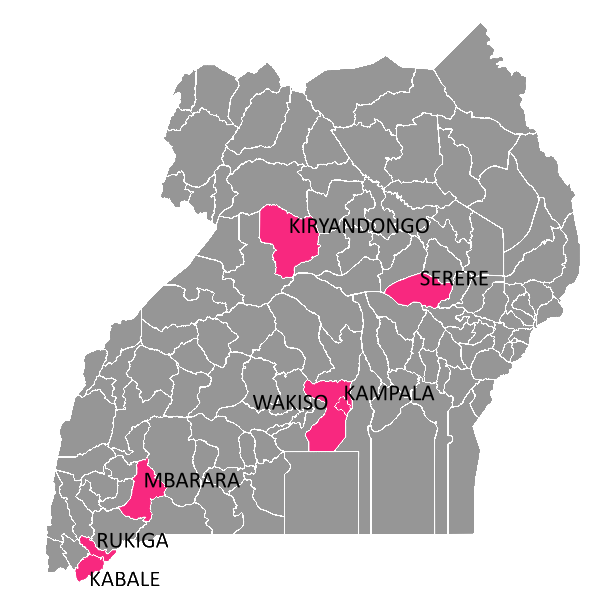 KIRYANDONGO
SERERE
KAMPALA
WAKISO
MBARARA
RUKIGA
KABALE